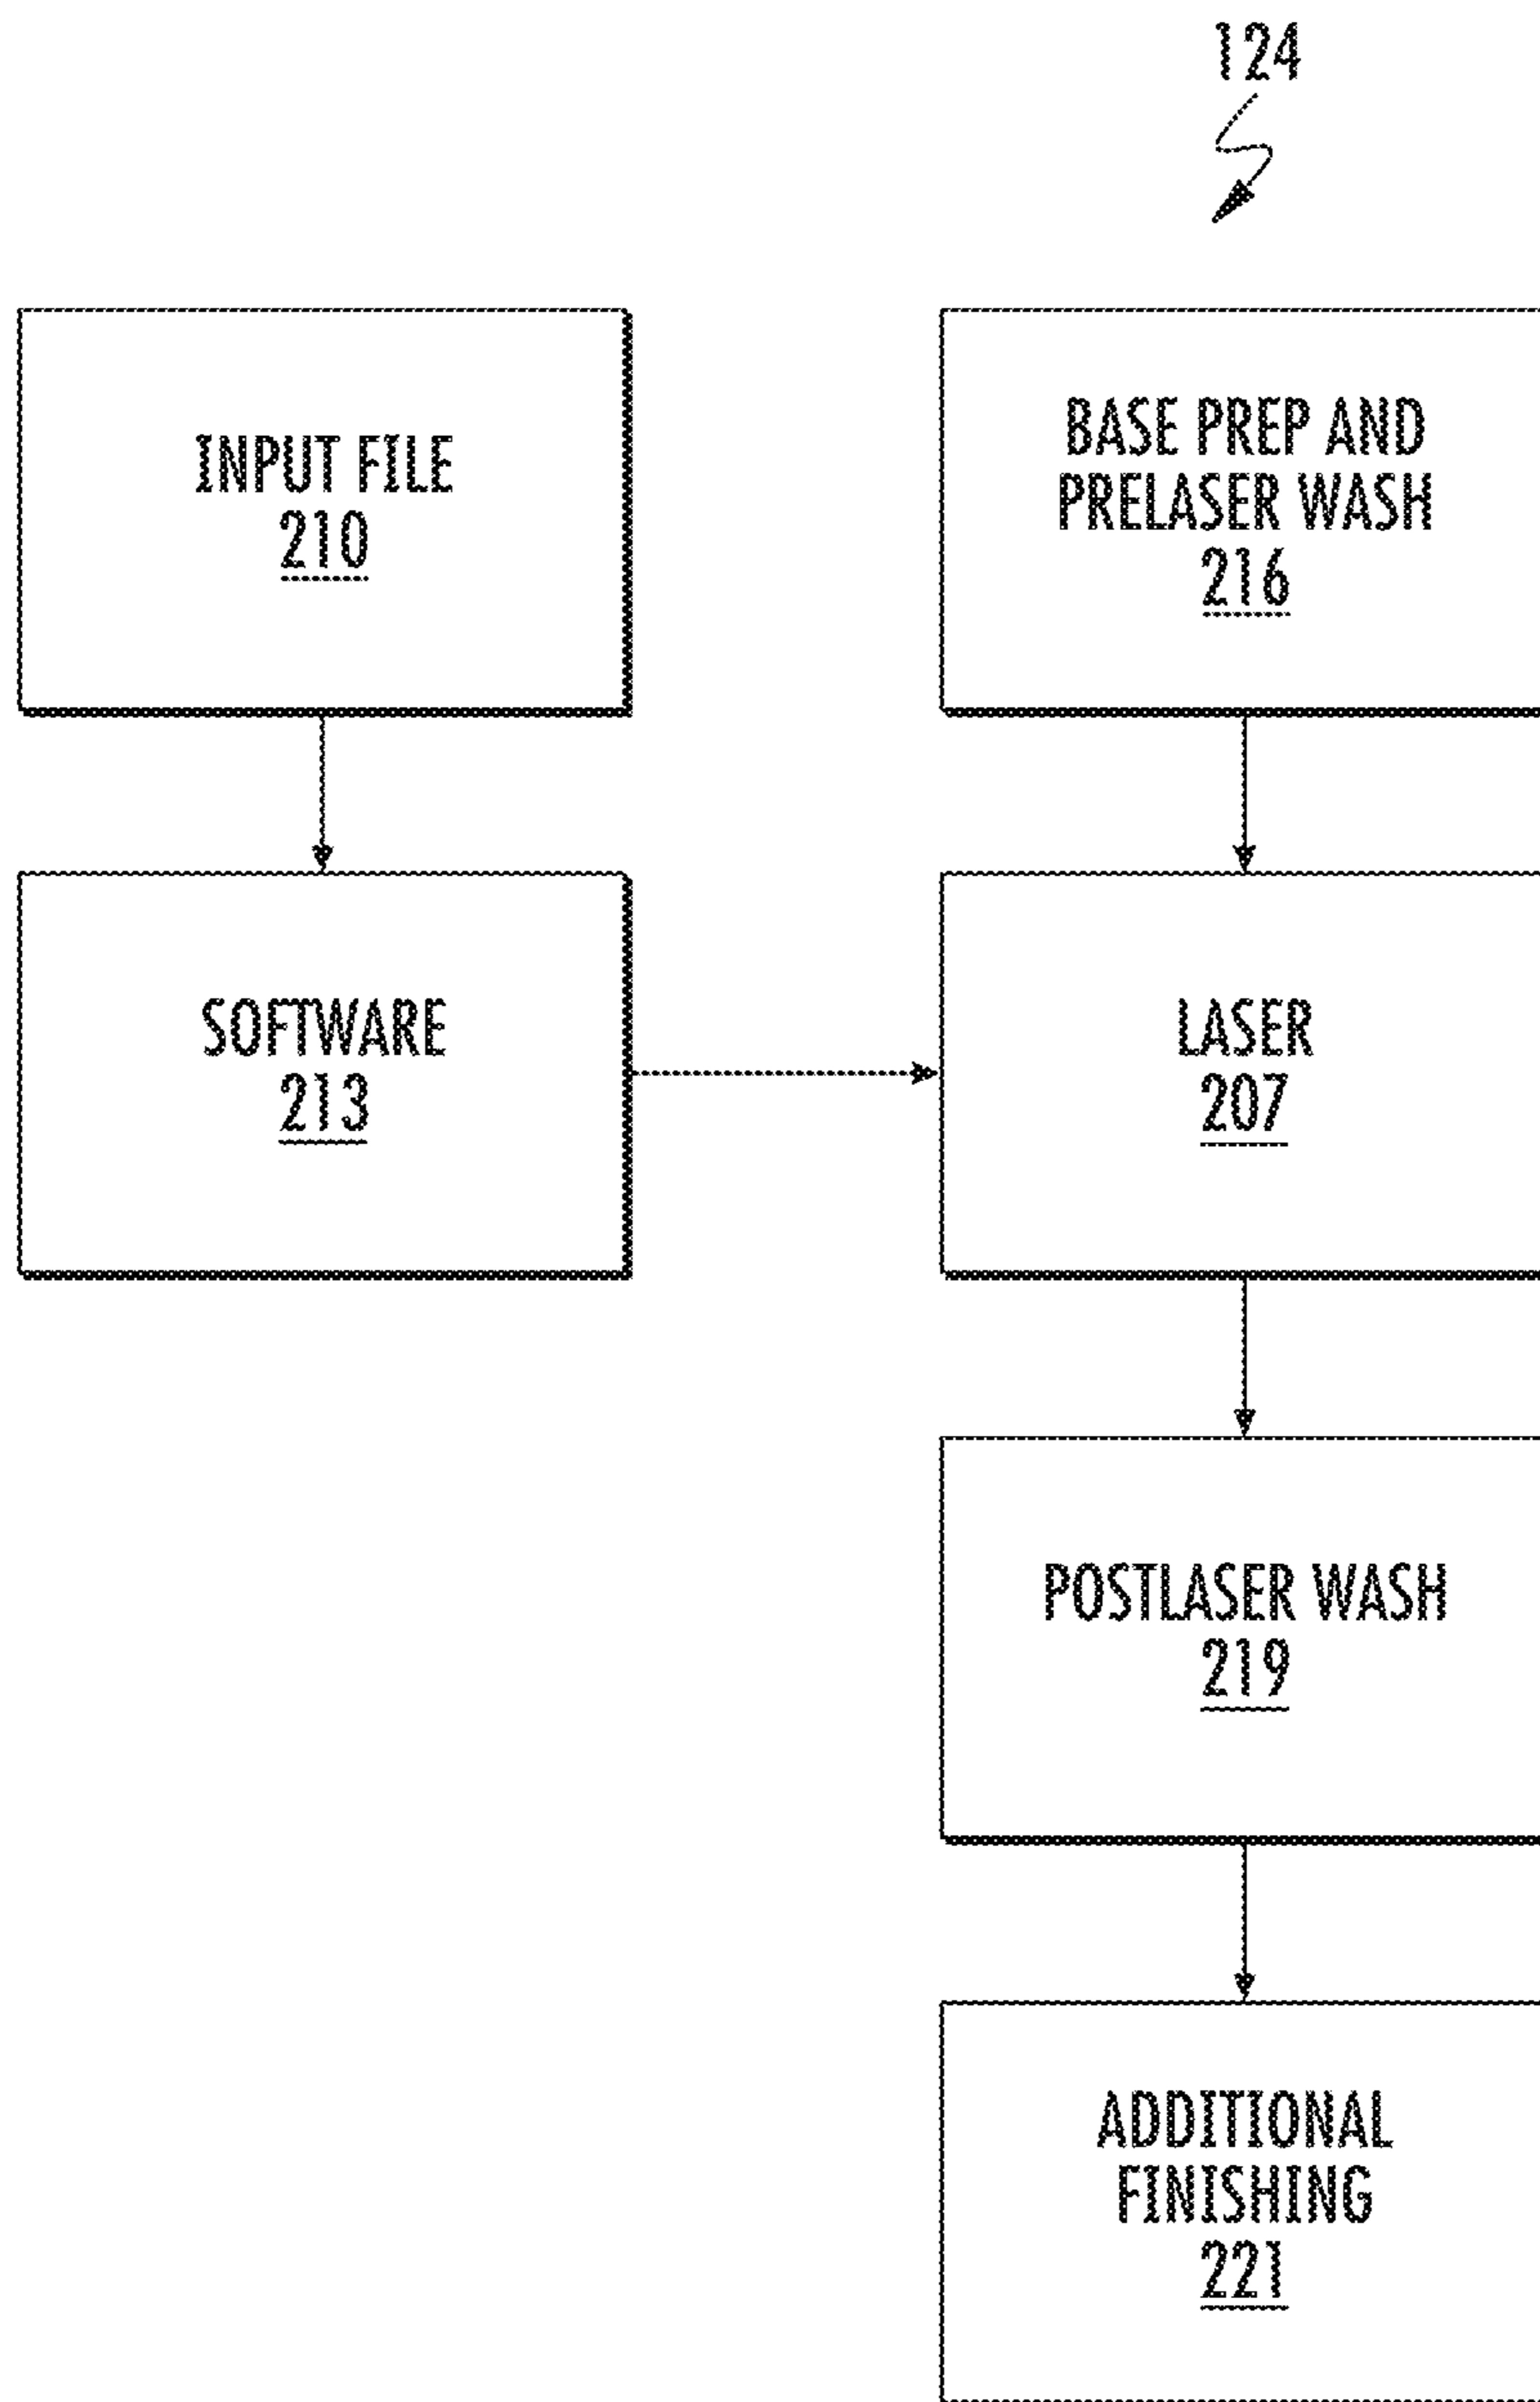 124
INPUT FILE
210
BASE PREP AND
PRELASER WASH
216
SOFTWARE
213
LASER
207
POSTLASER WASH
219
ADDITIONAL
FINISHING
221